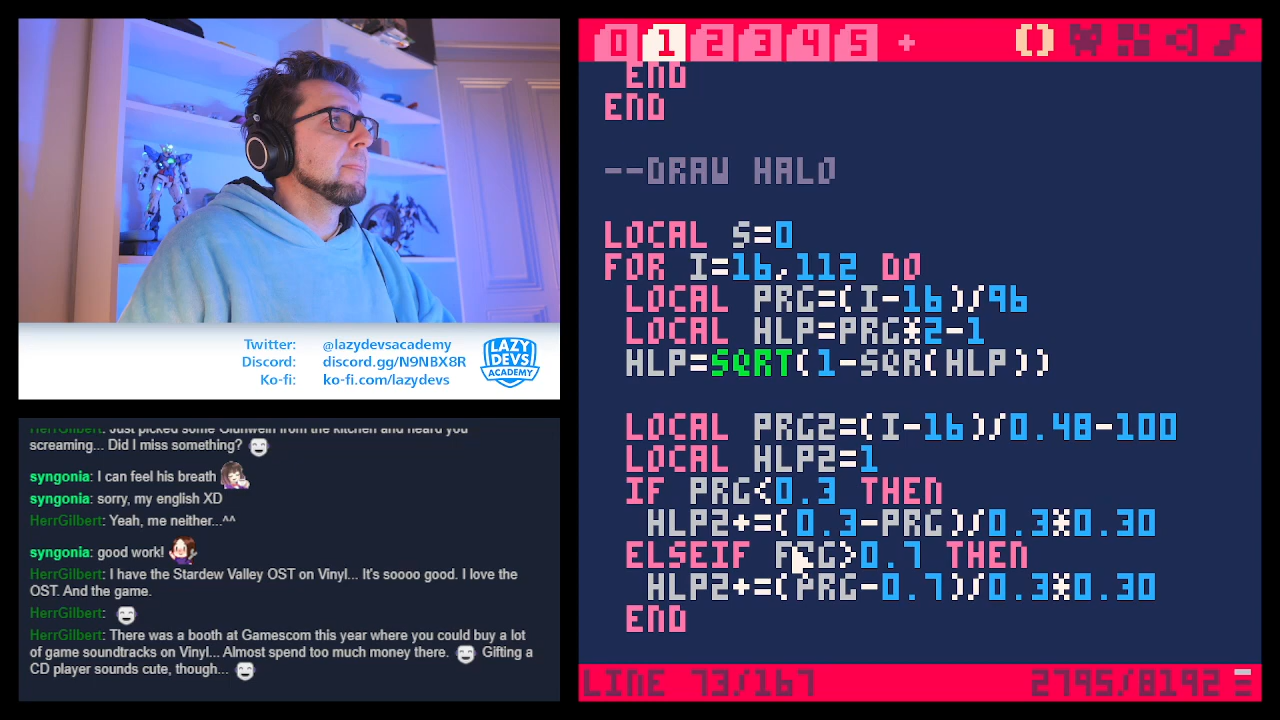 Twitter: @lazydevsacademy
Discord: discord.gg/N9NBX8R
Ko-fi: ko-fi.com/lazydevs
LAZY
DEVS
ACADEMY
HerrGilbert: Just picked some Gluhwein from the kitchen and heard you
screaming... Did I miss something?
syngonia: I can feel his breath
syngonia: sorry, my english XD
HerrGilbert: Yeah, me neither...^^
syngonia: good work!
HerrGilbert: I have the Stardew Valley OST on Vinyl... It's soooo good. I love the
OST. And the game.
HerrGilbert:
HerrGilbert: There was a booth at Gamescom this year where you could buy a lot
of game soundtracks on Vinyl... Almost spend too much money there. Gifting a
CD player sounds cute, though...
0 1 2 3 4 5 + ()
END
END
--DRAW HALO
LOCAL S=0
FOR I=16,112 DO
LOCAL PRG=(I-16)/96
LOCAL HLP=PRG*2-1
HLP=SQRT(1-SQR(HLP))
LOCAL PRG2=(I-16)/0.48-100
LOCAL HLP2=1
IF PRG<0.3 THEN
HLP2+=(0.3-PRG)/0.3*0.30
ELSEIF PRG>0.7 THEN
HLP2+=(PRG-0.7)/0.3*0.30
END
LINE 73/167 2795/8192